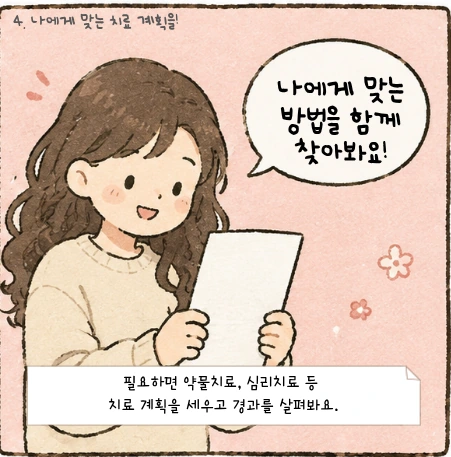 4. 나에게 맞는 치료 계획을!
나에게 맞는
방법을 함께
찾아봐요!
필요하면 약물치료, 심리치료 등
치료 계획을 세우고 경과를 살펴봐요.